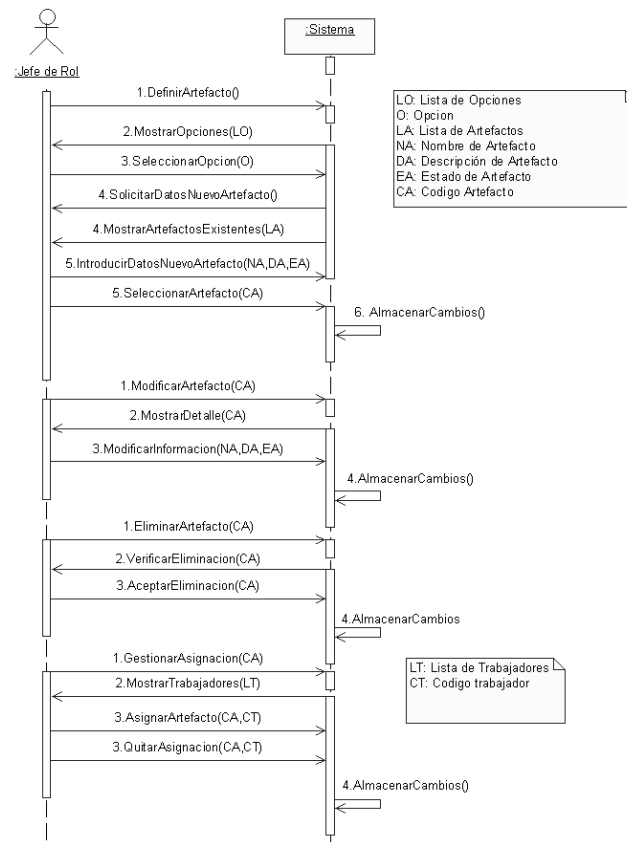 :Sistema
:Jefe de Rol
1.DefinirArtefacto()
2.MostrarOpciones(LO)
3.SeleccionarOpcion(O)
4.SolicitarDatosNuevoArtefacto()
4.MostrarArtefactosExistentes(LA)
5.IntroducirDatosNuevoArtefacto(NA,DA,EA)
5.SeleccionarArtefacto(CA)
6. AlmacenarCambios()
LO: Lista de Opciones
O: Opcion
LA: Lista de Artefactos
NA: Nombre de Artefacto
DA: Descripción de Artefacto
EA: Estado de Artefacto
CA: Codigo Artefacto
1.ModificarArtefacto(CA)
2.MostrarDetalle(CA)
3.ModificarInformacion(NA,DA,EA)
4.AlmacenarCambios()
1.EliminarArtefacto(CA)
2.VerificarEliminacion(CA)
3.AceptarEliminacion(CA)
4.AlmacenarCambios
1.GestionarAsignacion(CA)
2.MostrarTrabajadores(LT)
3.AsignarArtefacto(CA,CT)
3.QuitarAsignacion(CA,CT)
4.AlmacenarCambios()
LT: Lista de Trabajadores
CT: Codigo trabajador